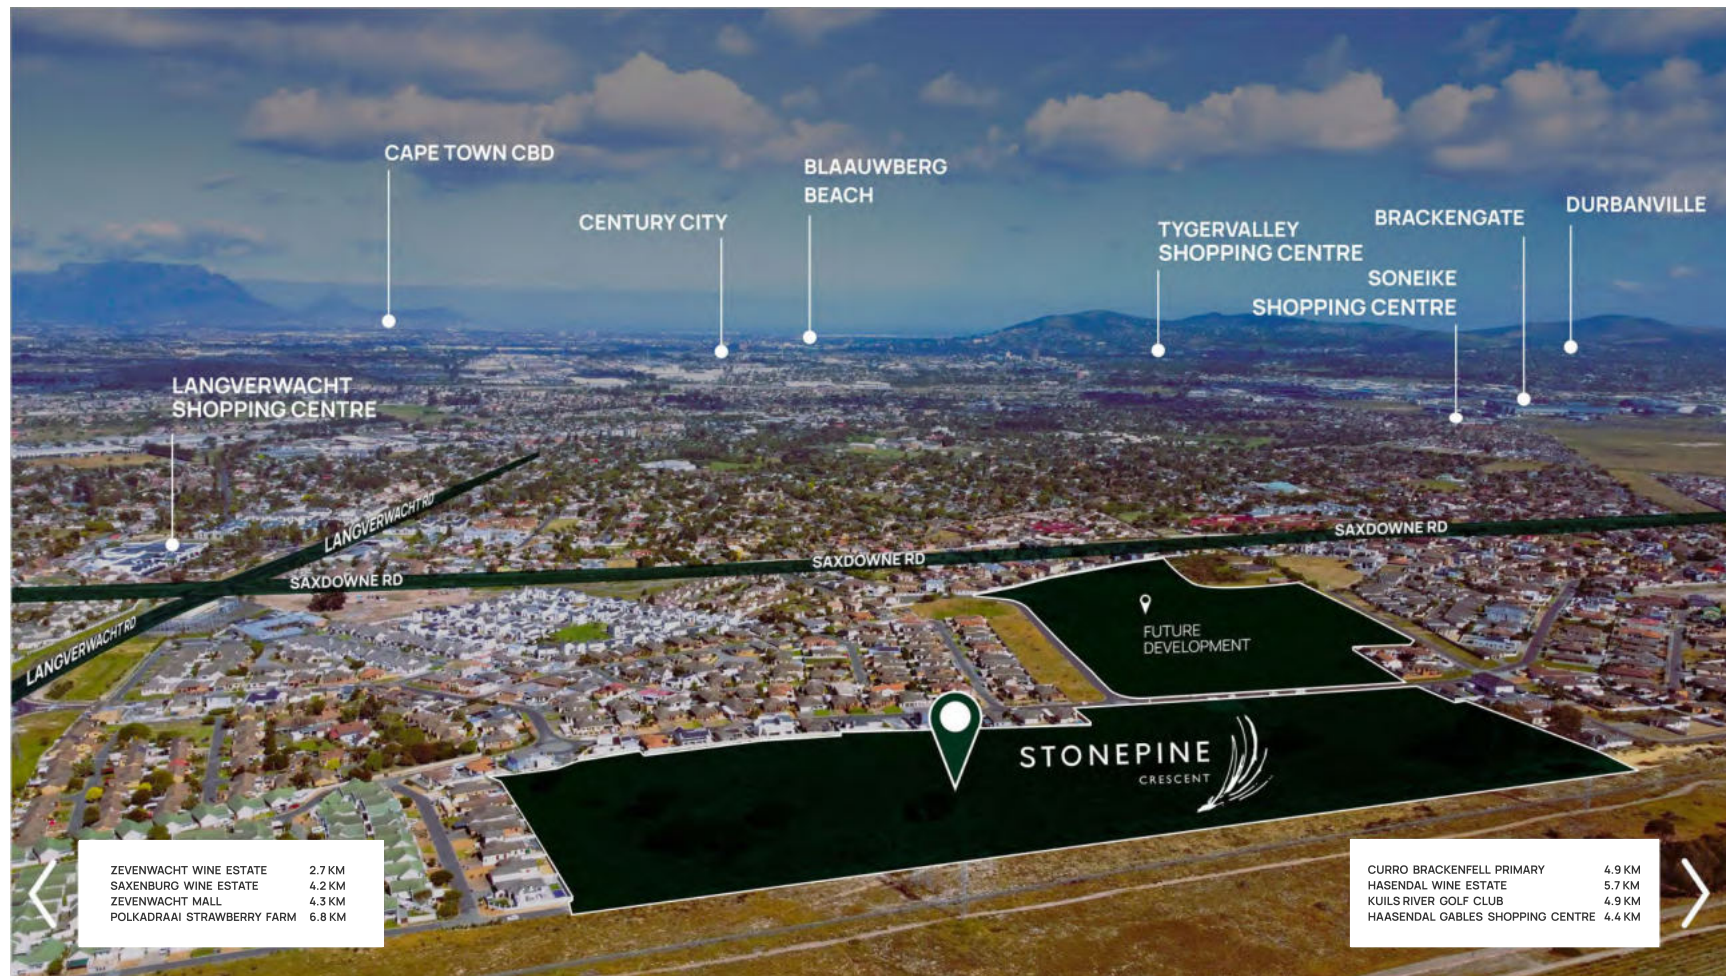 CAPE TOWN CBD
BLAAUWBERG
BEACH
CENTURY CITY
TYGERVALLEY
SHOPPING CENTRE
BRACKENGATE
DURBANVILLE
SONEIKE
SHOPPING CENTRE
LANGVERWACHT
SHOPPING CENTRE
LANGVERWACHT RD
SAXDOWNE RD
SAXDOWNE RD
SAXDOWNE RD
LANGVERWACHT RD
FUTURE
DEVELOPMENT
STONEPINE
CRESCENT
ZEVENWACHT WINE ESTATE 2.7 KM
SAXENBURG WINE ESTATE 4.2 KM
ZEVENWACHT MALL 4.3 KM
POLKADRAAI STRAWBERRY FARM 6.8 KM
CURRO BRACKENFELL PRIMARY 4.9 KM
HASENDAL WINE ESTATE 5.7 KM
KUILS RIVER GOLF CLUB 4.9 KM
HAASENDAL GABLES SHOPPING CENTRE 4.4 KM